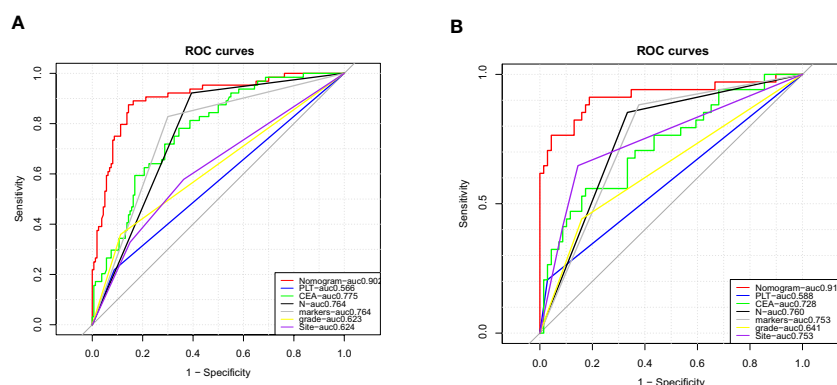 A
ROC curves
1.0
0.8
0.6
0.4
0.2
0.0
Sensitivity
Nomogram-auc0.902
PLT-auc0.566
CEA-auc0.775
N-auc0.764
markers-auc0.764
grade-auc0.623
Site-auc0.624
0.0 0.2 0.4 0.6 0.8 1.0
1 - Specificity
B
ROC curves
1.0
0.5
0.0
Sensitivity
Nomogram-auc0.91
PLT-auc0.588
CEA-auc0.728
N-auc0.760
markers-auc0.753
grade-auc0.641
Site-auc0.753
0.0 0.2 0.4 0.6 0.8 1.0
1 - Specificity